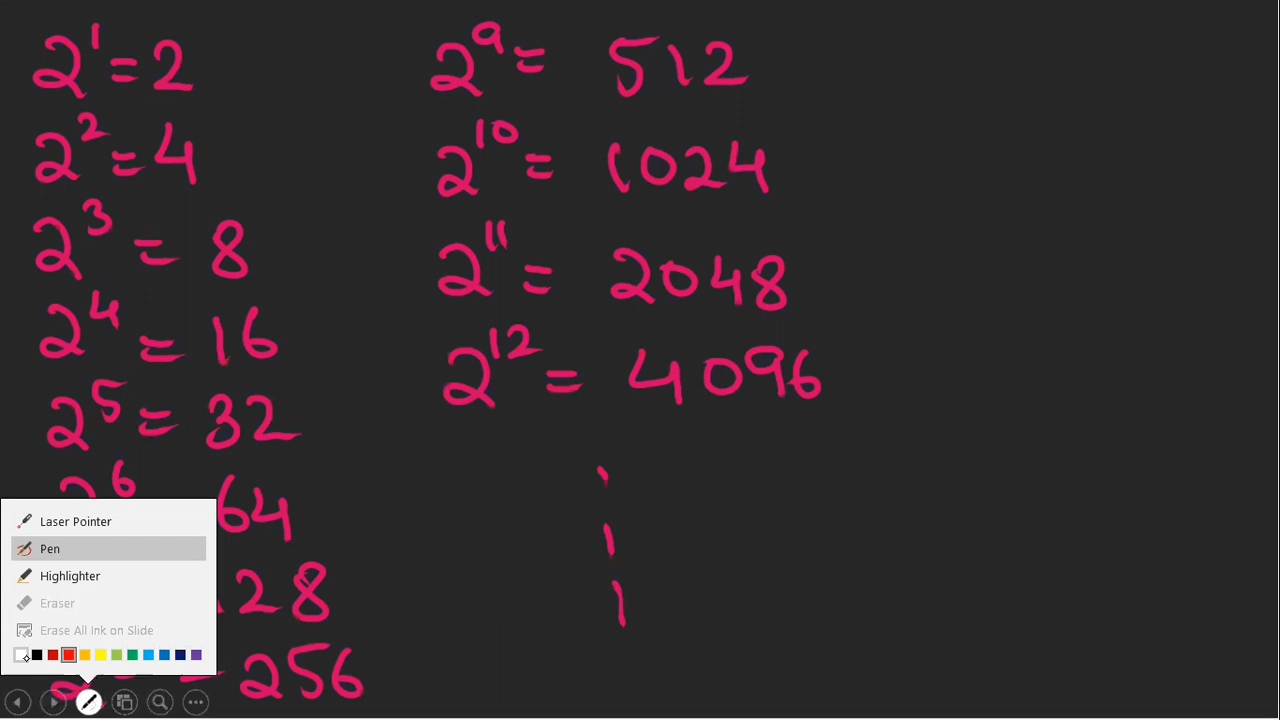 2¹=2
2²=4
2³ = 8
2⁴ = 16
2⁵ = 32
2⁶ 64
128
= 256
2⁹= 512
2¹⁰= 1024
2¹¹= 2048
2¹² = 4096
Laser Pointer
Pen
Highlighter
Eraser
Erase All Ink on Slide